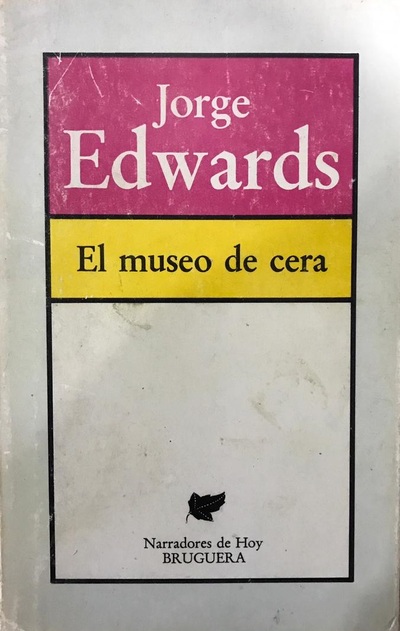 Jorge
Edwards
El museo de cera
Narradores de Hoy
BRUGUERA